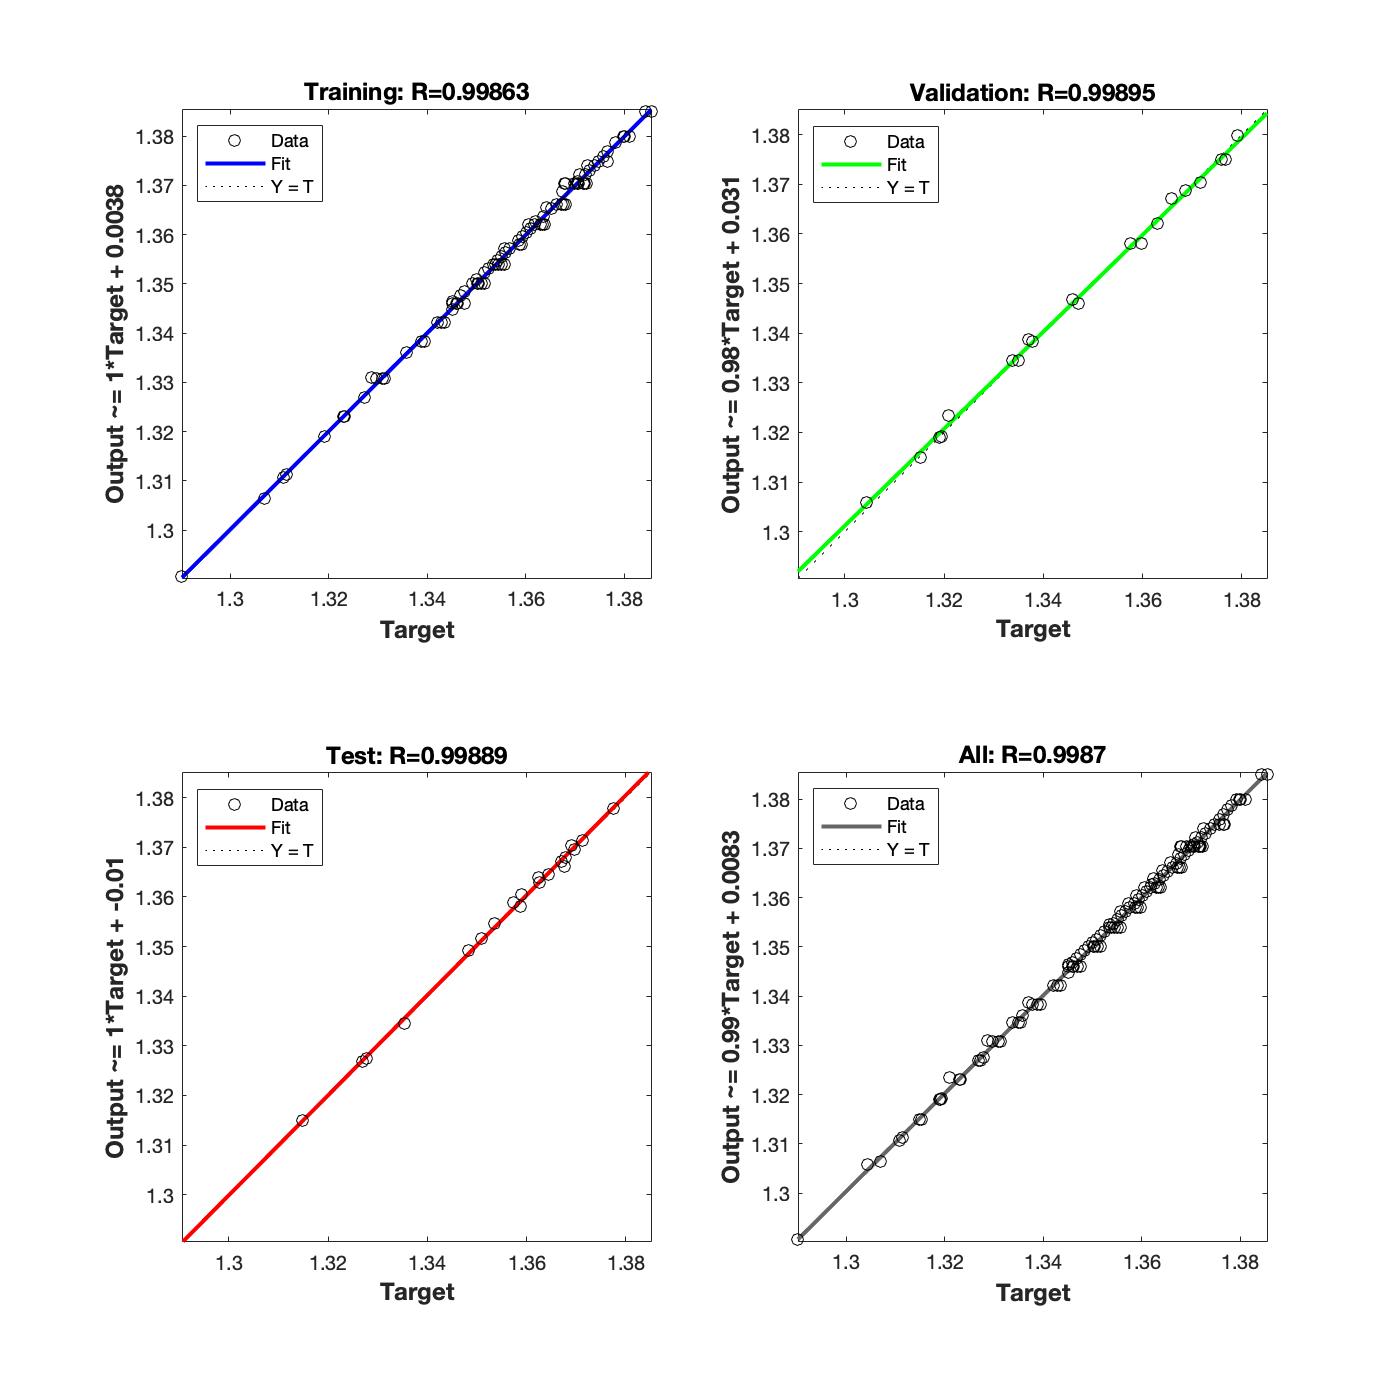 Training: R=0.99863
Output ~= 1*Target + 0.0038
Data
Fit
Y = T
1.38
1.37
1.36
1.35
1.34
1.33
1.32
1.31
1.3
1.3 1.32 1.34 1.36 1.38
Target
Validation: R=0.99895
Output ~= 0.98*Target + 0.031
Data
Fit
Y = T
1.38
1.37
1.36
1.35
1.34
1.33
1.32
1.31
1.3
1.3 1.32 1.34 1.36 1.38
Target
Test: R=0.99889
Output ~= 1*Target + -0.01
Data
Fit
Y = T
1.38
1.37
1.36
1.35
1.34
1.33
1.32
1.31
1.3
1.3 1.32 1.34 1.36 1.38
Target
All: R=0.9987
Output ~= 0.99*Target + 0.0083
Data
Fit
Y = T
1.38
1.37
1.36
1.35
1.34
1.33
1.32
1.31
1.3
1.3 1.32 1.34 1.36 1.38
Target